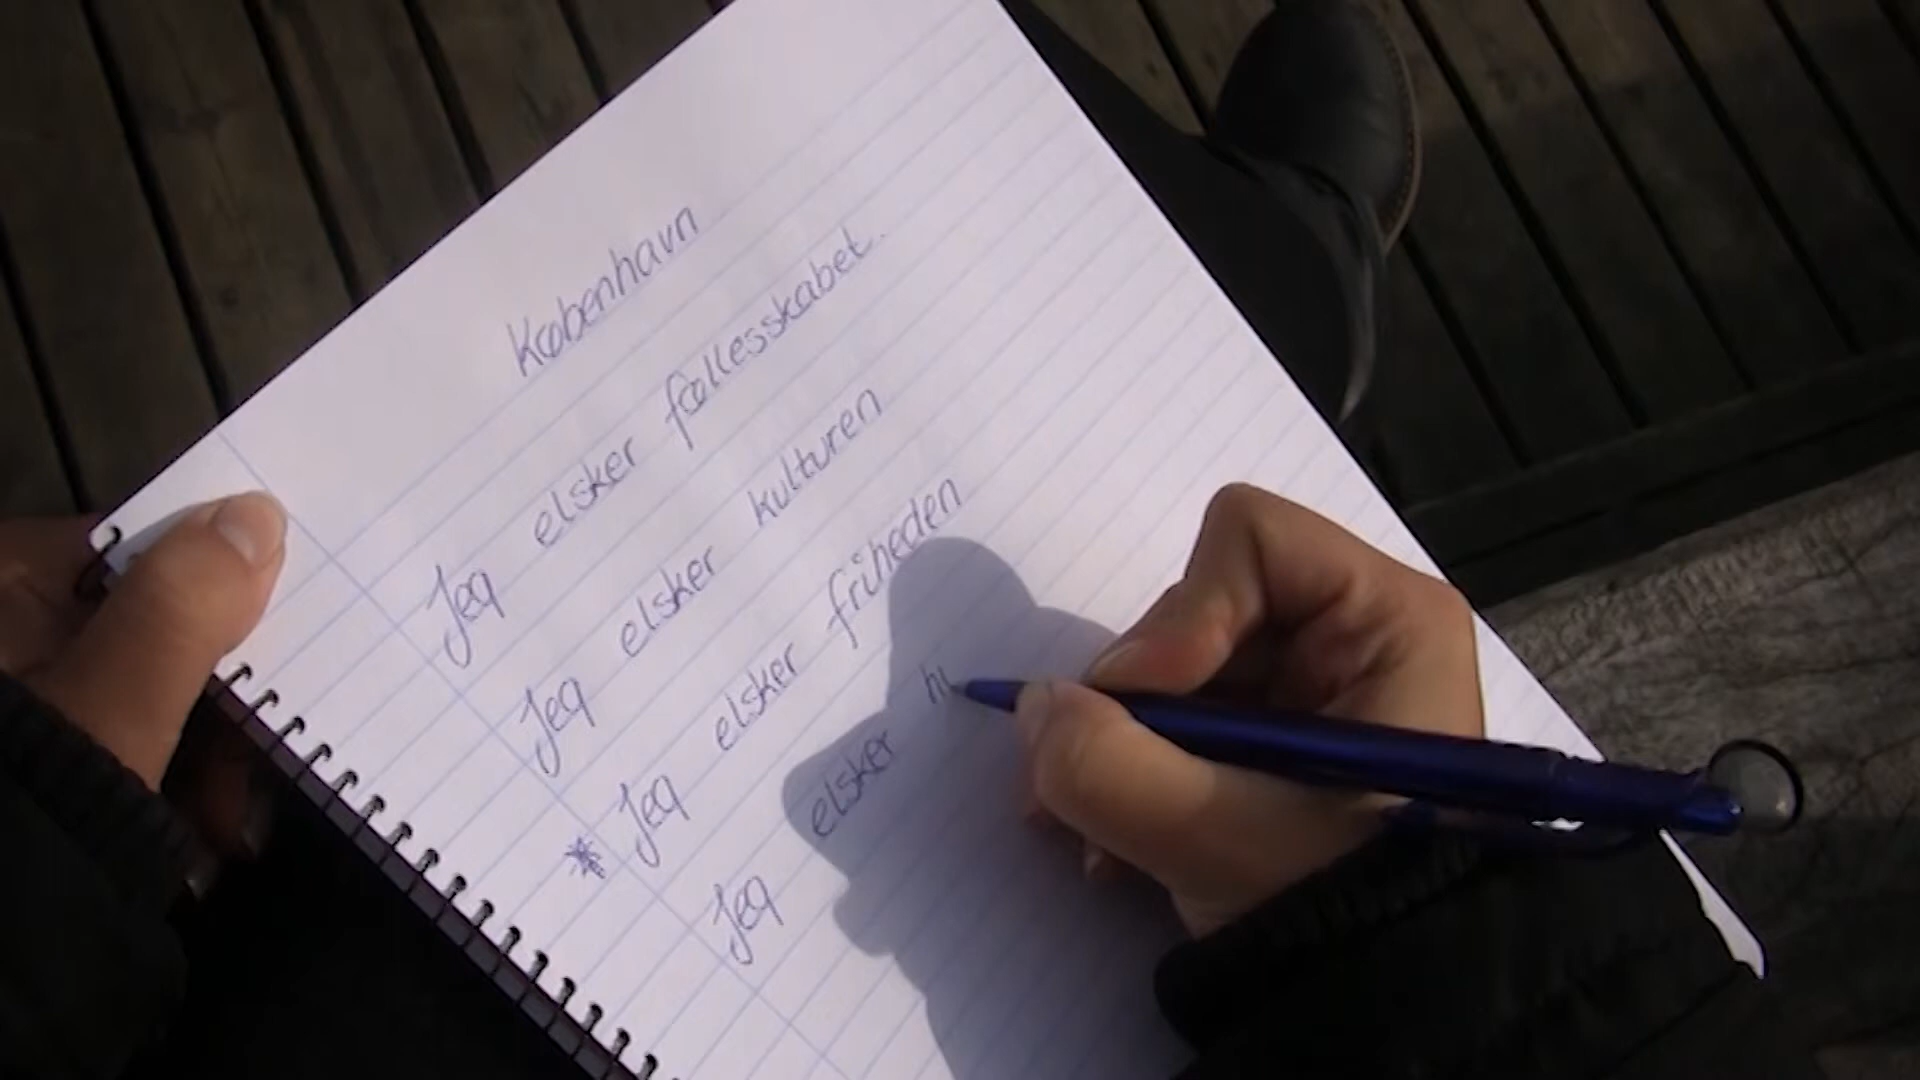 København
Jeg elsker fællesskabet.
Jeg elsker kulturen
* Jeg elsker friheden
Jeg elsker